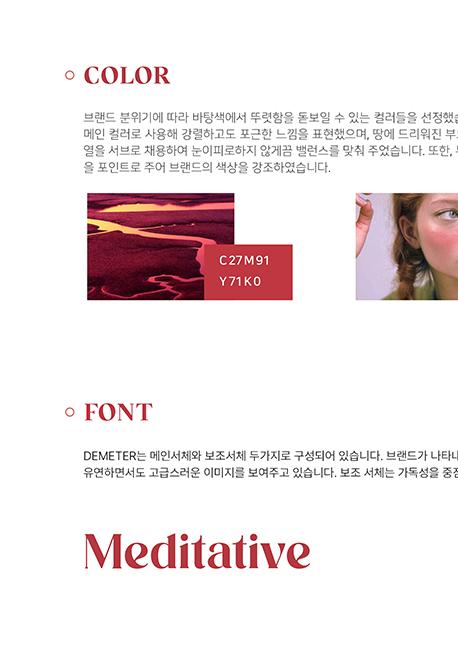 COLOR
브랜드 분위기에 따라 바탕색에서 뚜렷함을 돋보일 수 있는 컬러들을 선정했
메인 컬러로 사용해 강렬하고도 포근한 느낌을 표현했으며, 땅에 드리워진
열을 서브로 채용하여 눈이피로하지 않게끔 밸런스를 맞춰 주었습니다. 또한,
을 포인트로 주어 브랜드의 색상을 강조하였습니다.
C27M91
Y71K0
FONT
DEMETER는 메인서체와 보조서체 두가지로 구성되어 있습니다. 브랜드가 나타내
유연하면서도 고급스러운 이미지를 보여주고 있습니다. 보조 서체는 가독성을 중점
Meditative